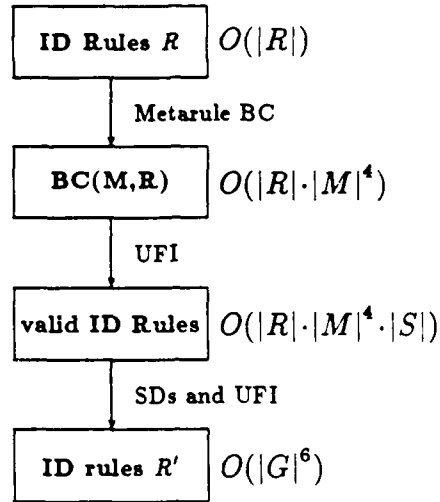 ID Rules R O(|R|)
Metarule BC
BC(M,R) O(|R|·|M|⁴)
UFI
valid ID Rules O(|R|·|M|⁴·|S|)
SDs and UFI
ID rules R′ O(|G|⁶)